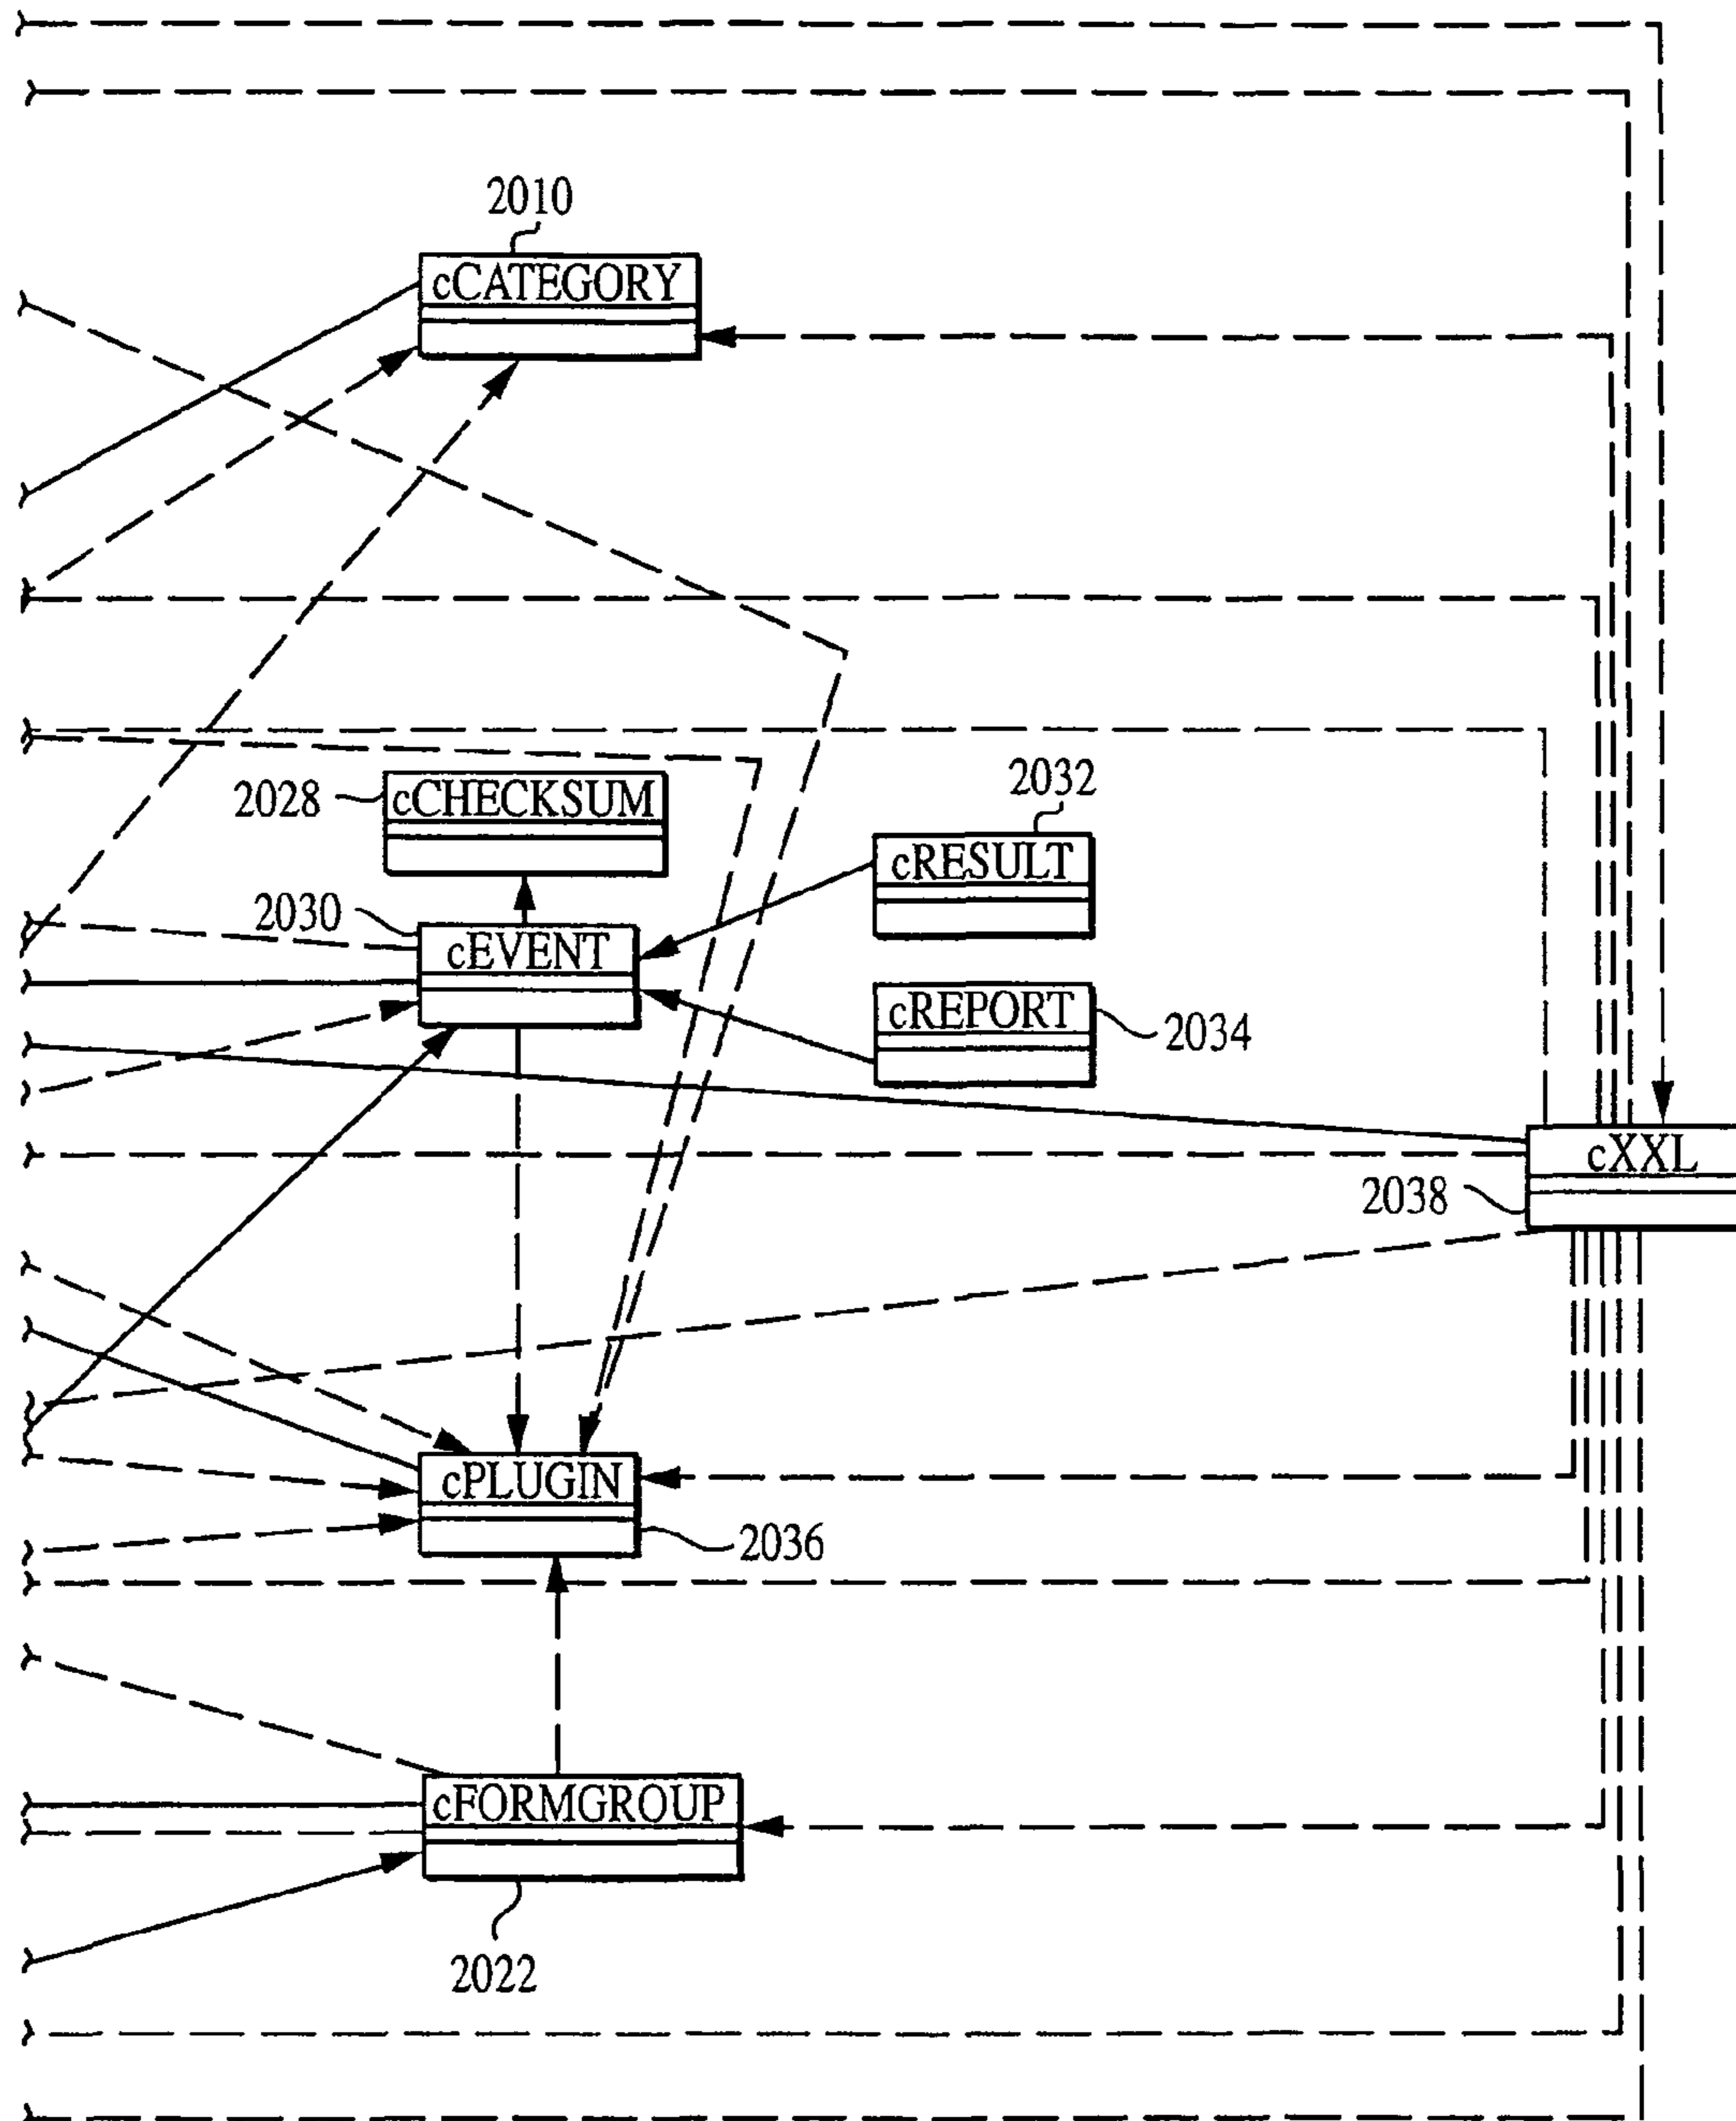 2010
cCATEGORY
2028
cCHECKSUM
2032
cRESULT
2030
cEVENT
cREPORT
2034
cXXL
2038
cPLUGIN
2036
cFORMGROUP
2022